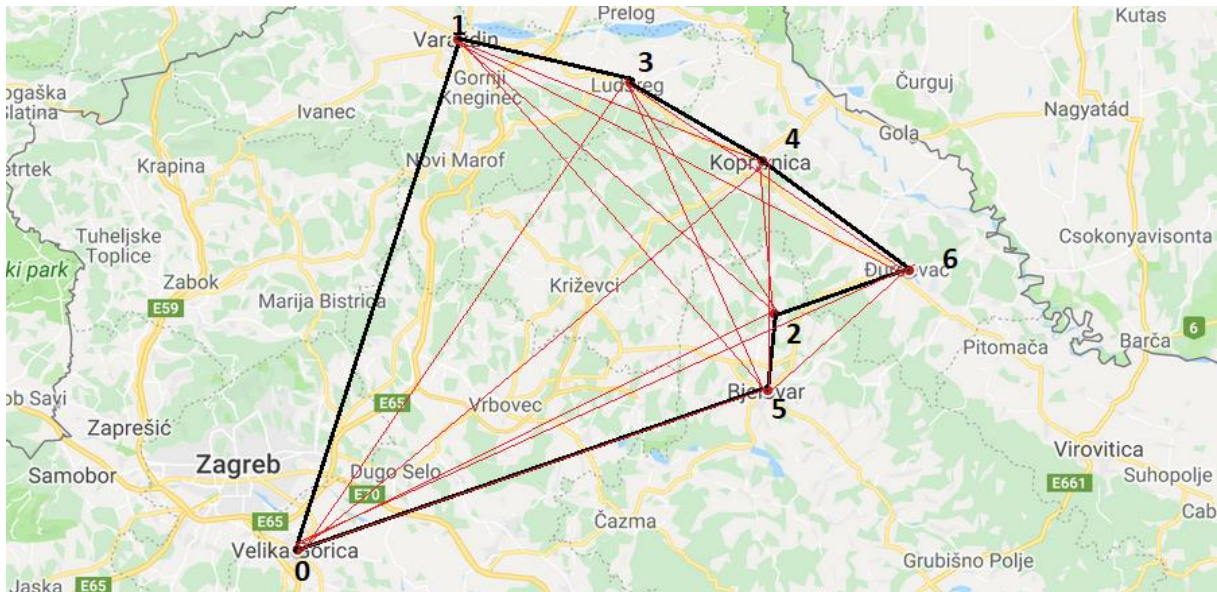 Prelog
Kutas
1
Varaždin
ogaška
Slatina
Gornji
Kneginec
3
Ludbreg
Čurguj
Ivanec
Nagyatád
Gola
4
Koprivnica
etrtek
Krapina
Novi Marof
Tuheljske
Toplice
Csokonyavisonta
ki park
Zabok
Križevci
Đurđevac
6
E59
Marija Bistrica
2
6
Pitomača
Barča
ob Savi
E65
Vrbovec
Bjelovar
5
Zaprešić
Virovitica
Samobor
Zagreb
Dugo Selo
E70
E661
Suhopolje
E65
Čazma
Cab
Velika Gorica
0
Grubišno Polje
Jaska
E65